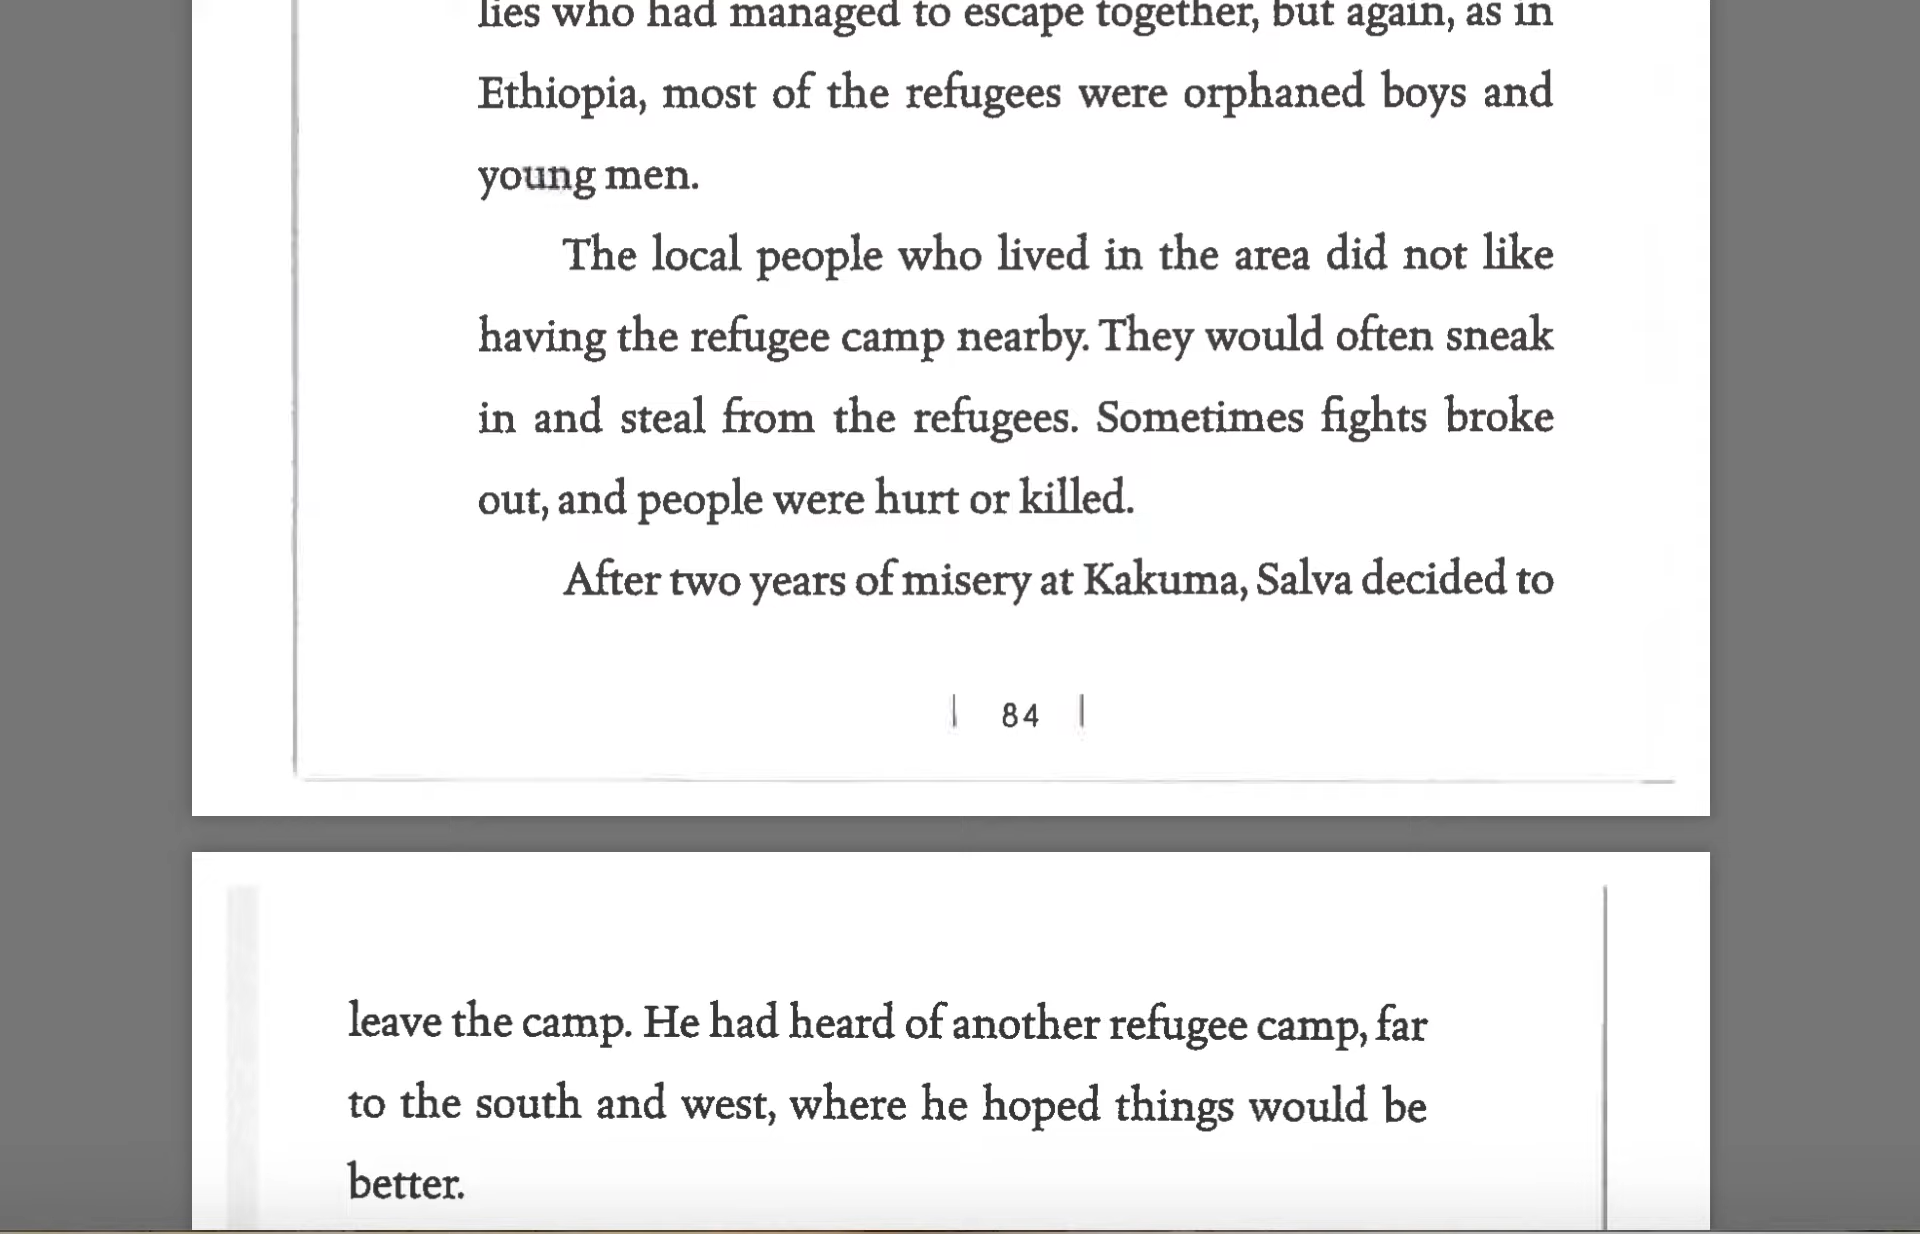 lies who had managed to escape together, but again, as in
Ethiopia, most of the refugees were orphaned boys and
young men.
The local people who lived in the area did not like
having the refugee camp nearby. They would often sneak
in and steal from the refugees. Sometimes fights broke
out, and people were hurt or killed.
After two years of misery at Kakuma, Salva decided to
| 84 |
leave the camp. He had heard of another refugee camp, far
to the south and west, where he hoped things would be
better.